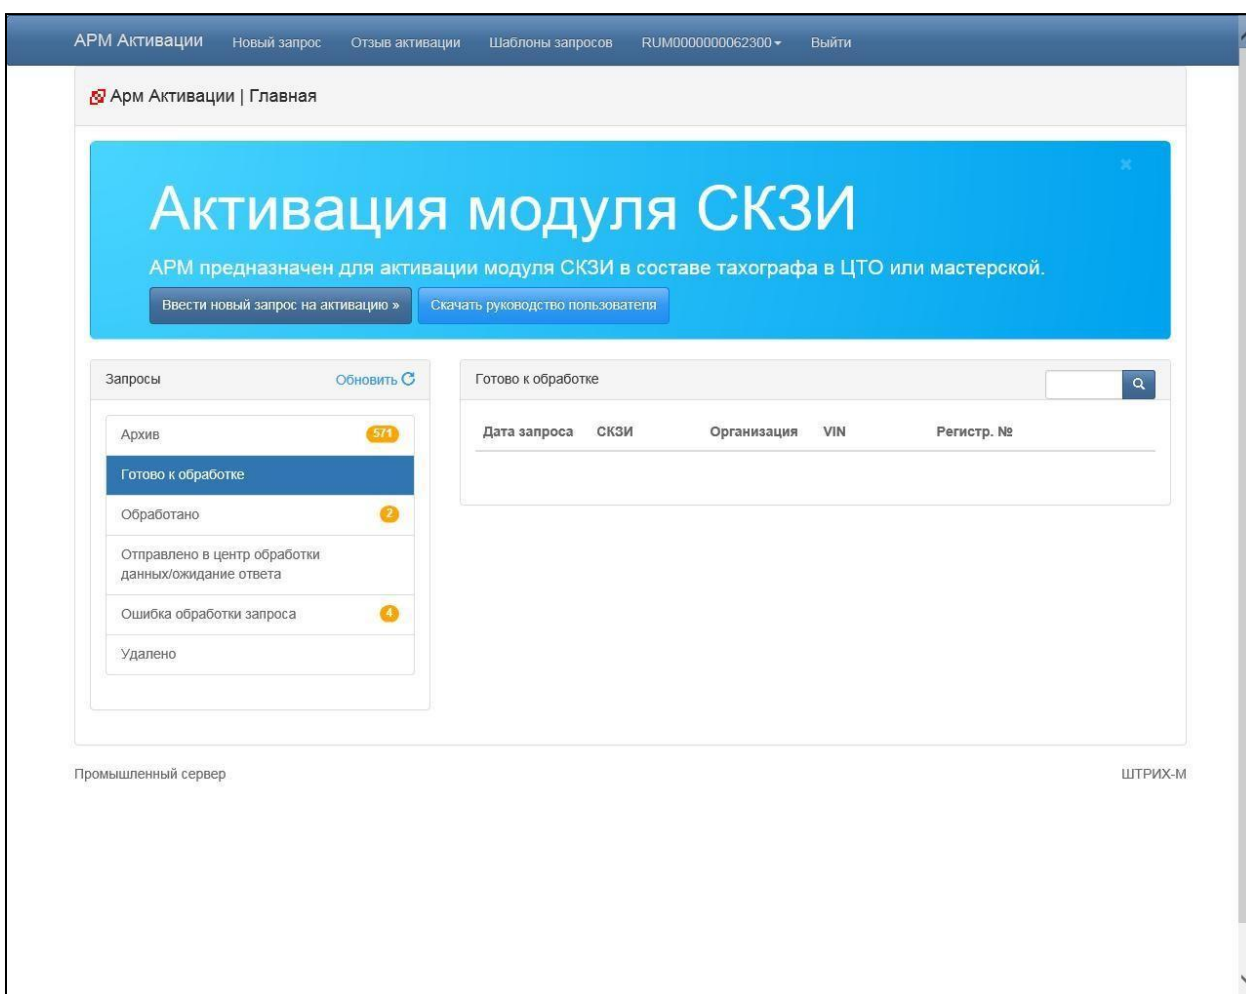 АРМ Активации Новый запрос Отзыв активации Шаблоны запросов RUM0000000062300 Выйти
Арм Активации | Главная
Активация модуля СКЗИ
АРМ предназначен для активации модуля СКЗИ в составе тахографа в ЦТО или мастерской.
Ввести новый запрос на активацию » Скачать руководство пользователя
Запросы Обновить
Архив 571
Готово к обработке
Обработано 2
Отправлено в центр обработки
данных/ожидание ответа
Ошибка обработки запроса 4
Удалено
Готово к обработке
Дата запроса СКЗИ Организация VIN Регистр. №
Промышленный сервер ШТРИХ-М